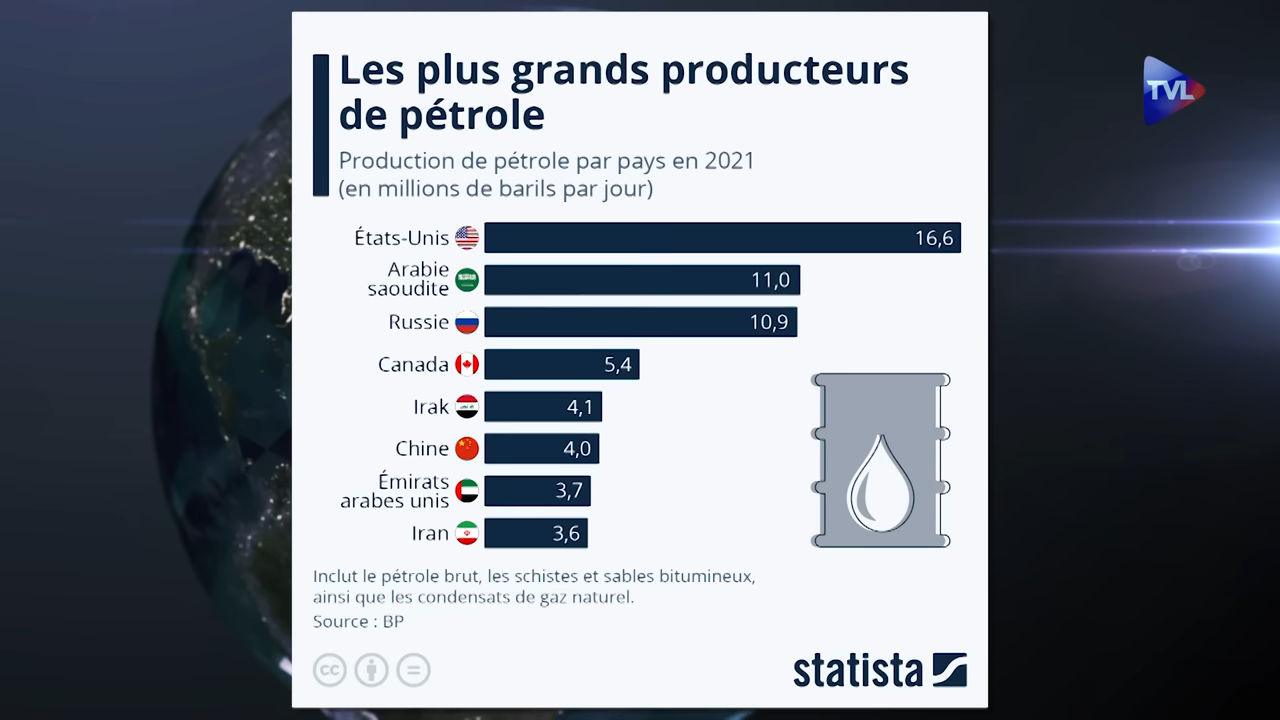 Les plus grands producteurs
de pétrole
TVL
Production de pétrole par pays en 2021
(en millions de barils par jour)
États-Unis 16,6
Arabie
saoudite 11,0
Russie 10,9
Canada 5,4
Irak 4,1
Chine 4,0
Émirats
arabes unis 3,7
Iran 3,6
Inclut le pétrole brut, les schistes et sables bitumineux,
ainsi que les condensats de gaz naturel.
Source : BP
cc
statista